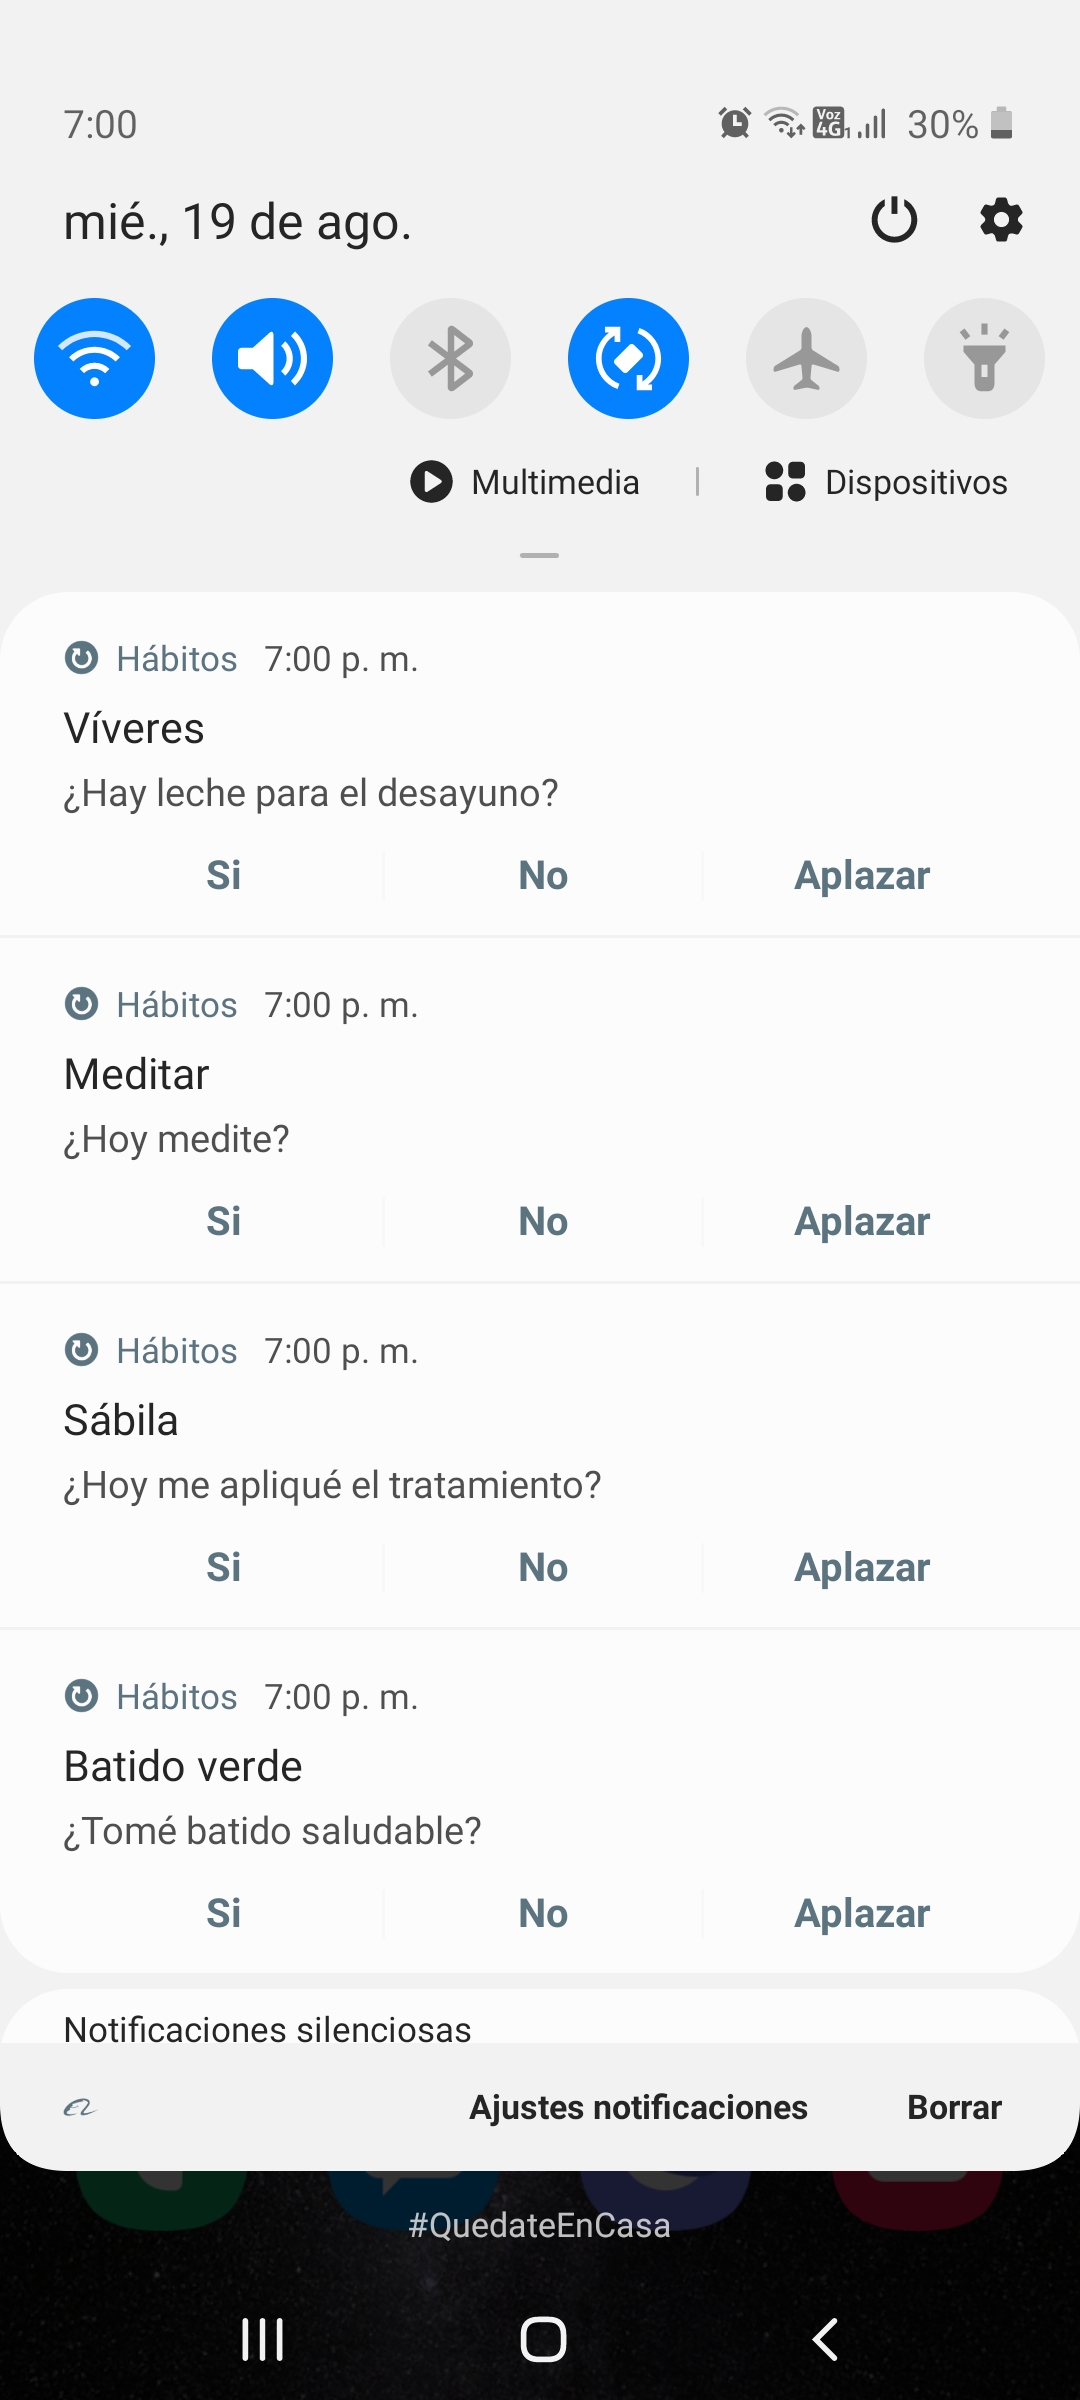 7:00
Voz
4G 1
30%
mié., 19 de ago.
Multimedia | Dispositivos
Hábitos 7:00 p. m.
Víveres
¿Hay leche para el desayuno?
Si No Aplazar
Hábitos 7:00 p. m.
Meditar
¿Hoy medite?
Si No Aplazar
Hábitos 7:00 p. m.
Sábila
¿Hoy me apliqué el tratamiento?
Si No Aplazar
Hábitos 7:00 p. m.
Batido verde
¿Tomé batido saludable?
Si No Aplazar
Notificaciones silenciosas
Ajustes notificaciones Borrar
#QuedateEnCasa